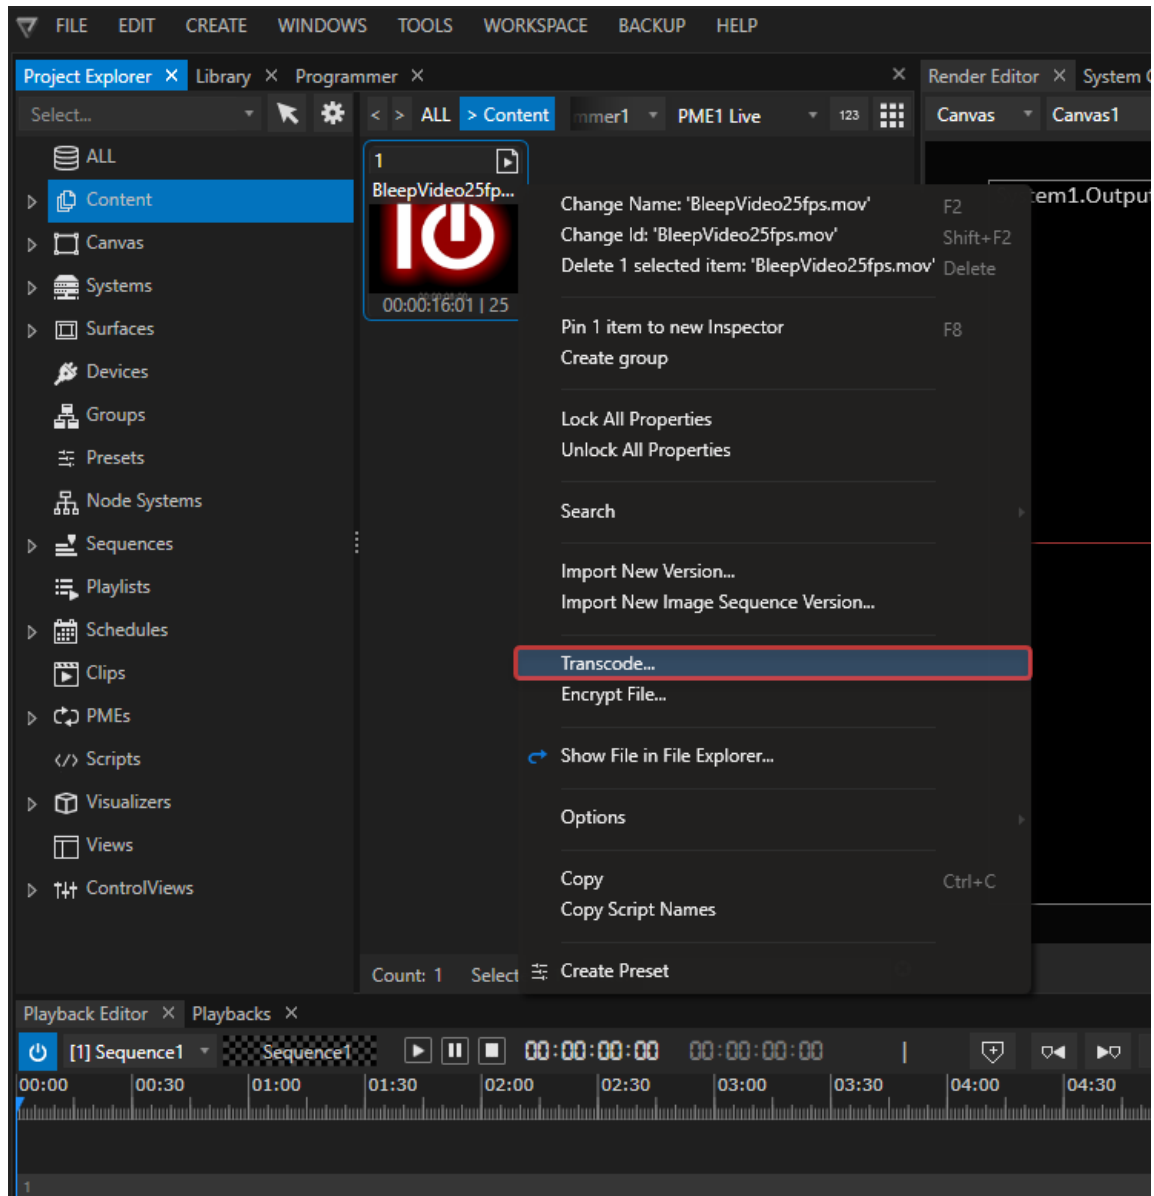 FILE EDIT CREATE WINDOWS TOOLS WORKSPACE BACKUP HELP
Project Explorer Library Programmer
Select...
< > ALL > Content mmer1 PME1 Live 123
ALL
Content
Canvas
Systems
Surfaces
Devices
Groups
Presets
Node Systems
Sequences
Playlists
Schedules
Clips
PMEs
Scripts
Visualizers
Views
ControlViews
1
BleepVideo25fp...
00:00:16:01 | 25
Change Name: 'BleepVideo25fps.mov' F2
Change Id: 'BleepVideo25fps.mov' Shift+F2
Delete 1 selected item: 'BleepVideo25fps.mov' Delete
Pin 1 item to new Inspector F8
Create group
Lock All Properties
Unlock All Properties
Search
Import New Version...
Import New Image Sequence Version...
Transcode...
Encrypt File...
Show File in File Explorer...
Options
Copy Ctrl+C
Copy Script Names
Create Preset
Count: 1 Select
Render Editor System
Canvas Canvas1
em1.Outpu
Playback Editor Playbacks
[1] Sequence1 Sequence1 00:00:00:00 00:00:00:00
00:00 00:30 01:00 01:30 02:00 02:30 03:00 03:30 04:00 04:30
1